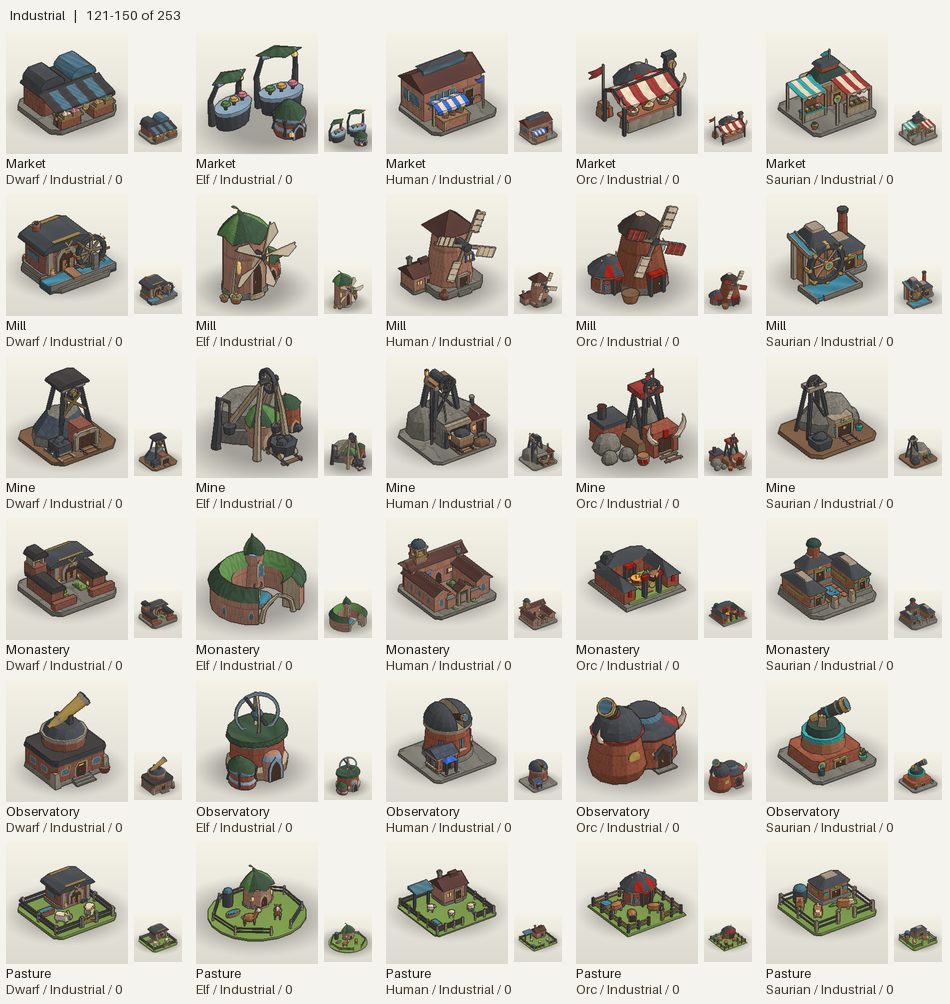 Industrial | 121-150 of 253
Market Market Market Market Market
Dwarf / Industrial / 0 Elf / Industrial / 0 Human / Industrial / 0 Orc / Industrial / 0 Saurian / Industrial / 0
Mill Mill Mill Mill Mill
Dwarf / Industrial / 0 Elf / Industrial / 0 Human / Industrial / 0 Orc / Industrial / 0 Saurian / Industrial / 0
Mine Mine Mine Mine Mine
Dwarf / Industrial / 0 Elf / Industrial / 0 Human / Industrial / 0 Orc / Industrial / 0 Saurian / Industrial / 0
Monastery Monastery Monastery Monastery Monastery
Dwarf / Industrial / 0 Elf / Industrial / 0 Human / Industrial / 0 Orc / Industrial / 0 Saurian / Industrial / 0
Observatory Observatory Observatory Observatory Observatory
Dwarf / Industrial / 0 Elf / Industrial / 0 Human / Industrial / 0 Orc / Industrial / 0 Saurian / Industrial / 0
Pasture Pasture Pasture Pasture Pasture
Dwarf / Industrial / 0 Elf / Industrial / 0 Human / Industrial / 0 Orc / Industrial / 0 Saurian / Industrial / 0